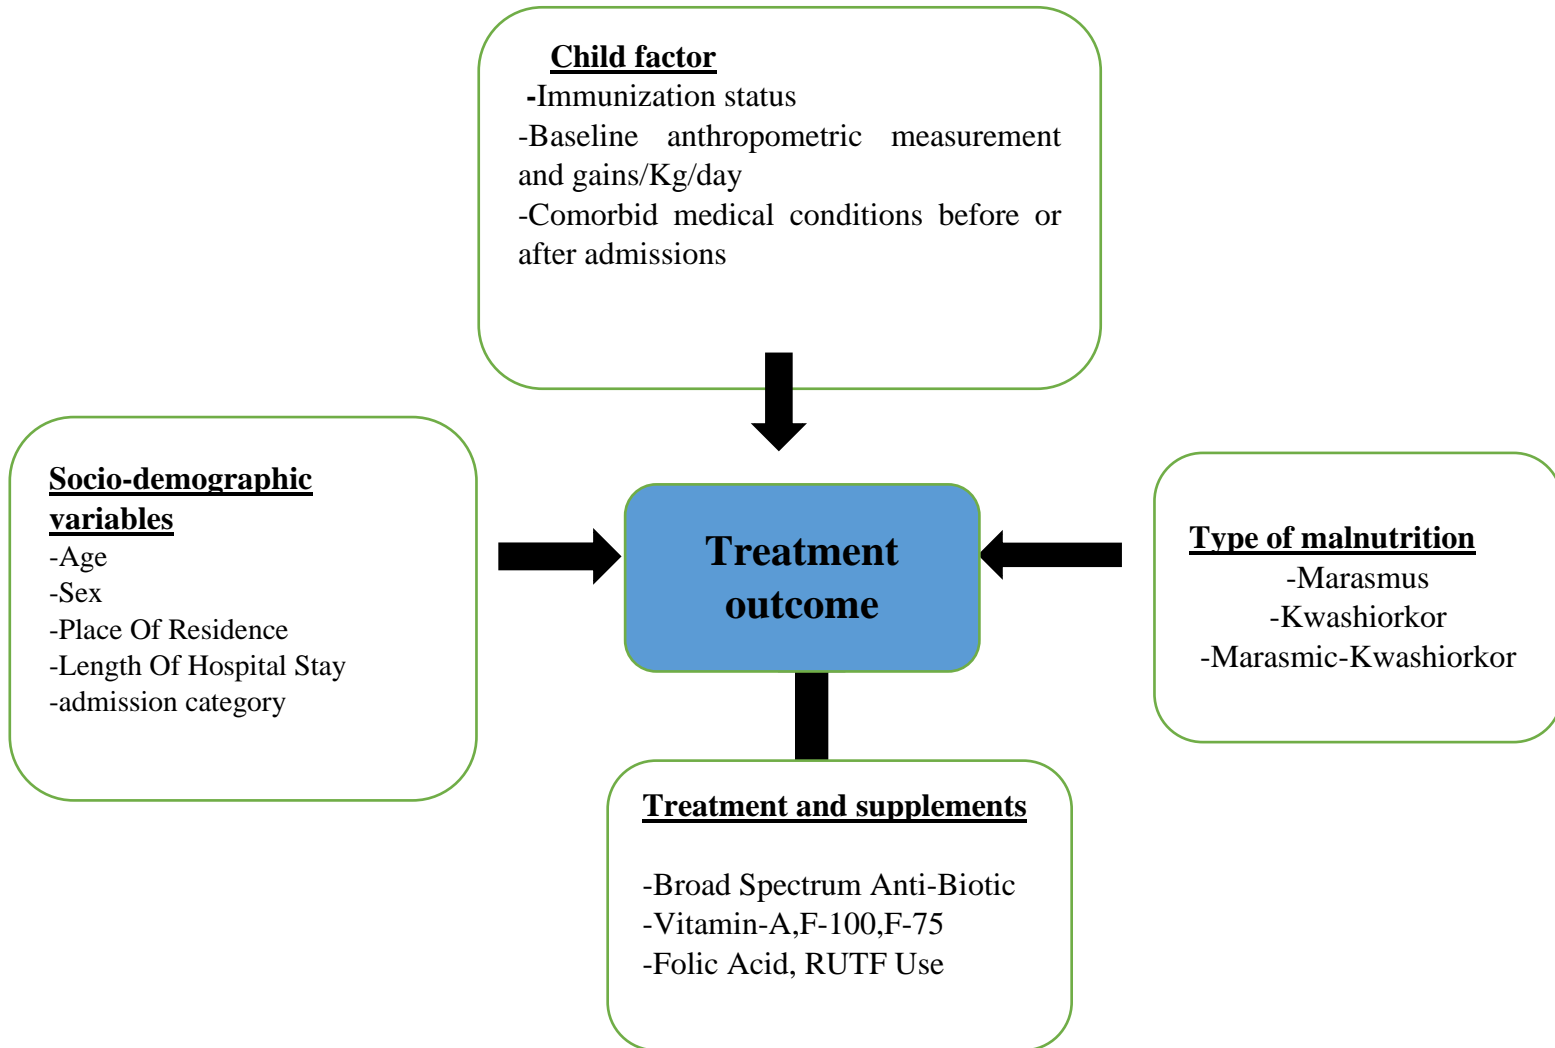 Child factor
-Immunization status
-Baseline anthropometric measurement
and gains/Kg/day
-Comorbid medical conditions before or
after admissions
Socio-demographic
variables
-Age
-Sex
-Place Of Residence
-Length Of Hospital Stay
-admission category
Treatment
outcome
Type of malnutrition
-Marasmus
-Kwashiorkor
-Marasmic-Kwashiorkor
Treatment and supplements
-Broad Spectrum Anti-Biotic
-Vitamin-A,F-100,F-75
-Folic Acid, RUTF Use